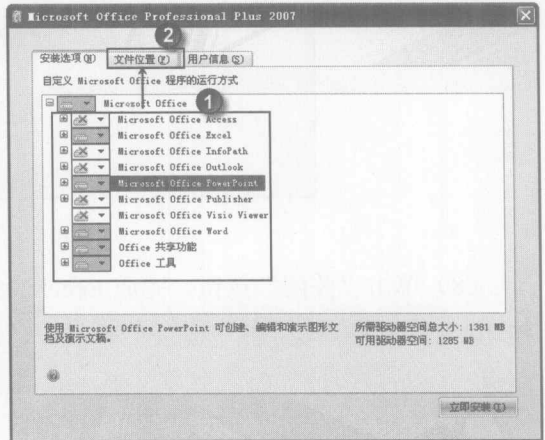 Microsoft Office Professional Plus 2007
2
安装选项(N) 文件位置(F) 用户信息(S)
自定义 Microsoft Office 程序的运行方式
Microsoft Office 1
Microsoft Office Access
Microsoft Office Excel
Microsoft Office InfoPath
Microsoft Office Outlook
Microsoft Office PowerPoint
Microsoft Office Publisher
Microsoft Office Visio Viewer
Microsoft Office Word
Office 共享功能
Office 工具
使用 Microsoft Office PowerPoint 可创建、编辑和演示图形文
档及演示文稿。
所需驱动器空间总大小: 1381 MB
可用驱动器空间: 1285 MB
立即安装(I)